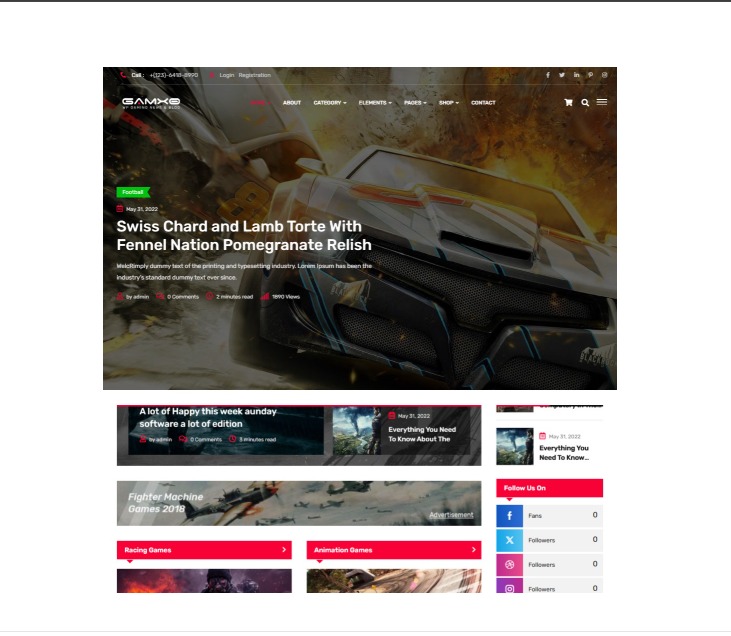 Call : +(123)-6418-8990 Login Registration
GAMXO
WP GAMING NEWS & BLOG
ABOUT CATEGORY ELEMENTS PAGES SHOP CONTACT
Football
May 31, 2022
Swiss Chard and Lamb Torte With
Fennel Nation Pomegranate Relish
WeldRimply dummy text of the printing and typesetting industry. Lorem Ipsum has been the
industry's standard dummy text ever since.
by admin 0 Comments 2 minutes read 1890 Views
A lot of Happy this week aunday
software a lot of edition
by admin 0 Comments 3 minutes read
May 31, 2022
Everything You Need
To Know About The
May 31, 2022
Everything You
Need To Know...
Fighter Machine
Games 2018
Advertisement
Follow Us On
Fans 0
Followers 0
Followers 0
Followers 0
Racing Games
Animation Games